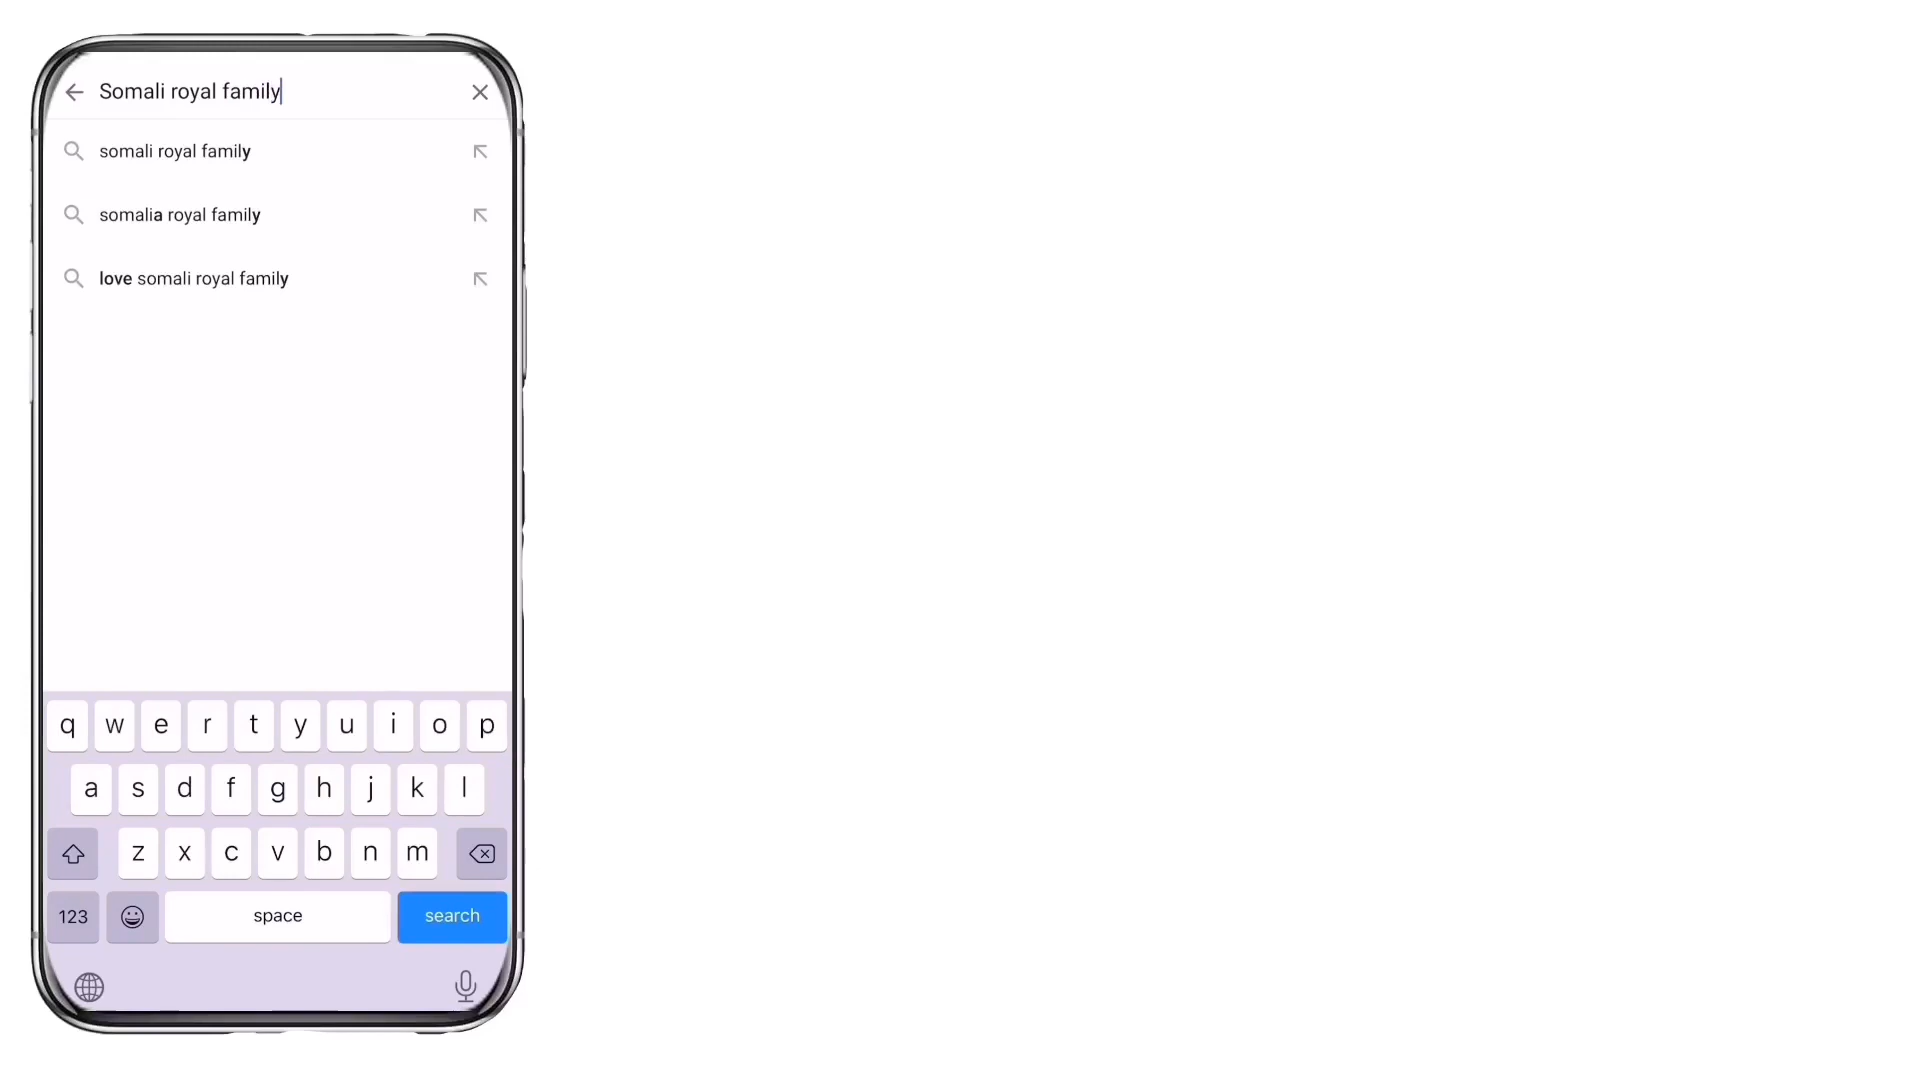 Somali royal family
somali royal family
somalia royal family
love somali royal family
q w e r t y u i o p
a s d f g h j k l
z x c v b n m
123 space search